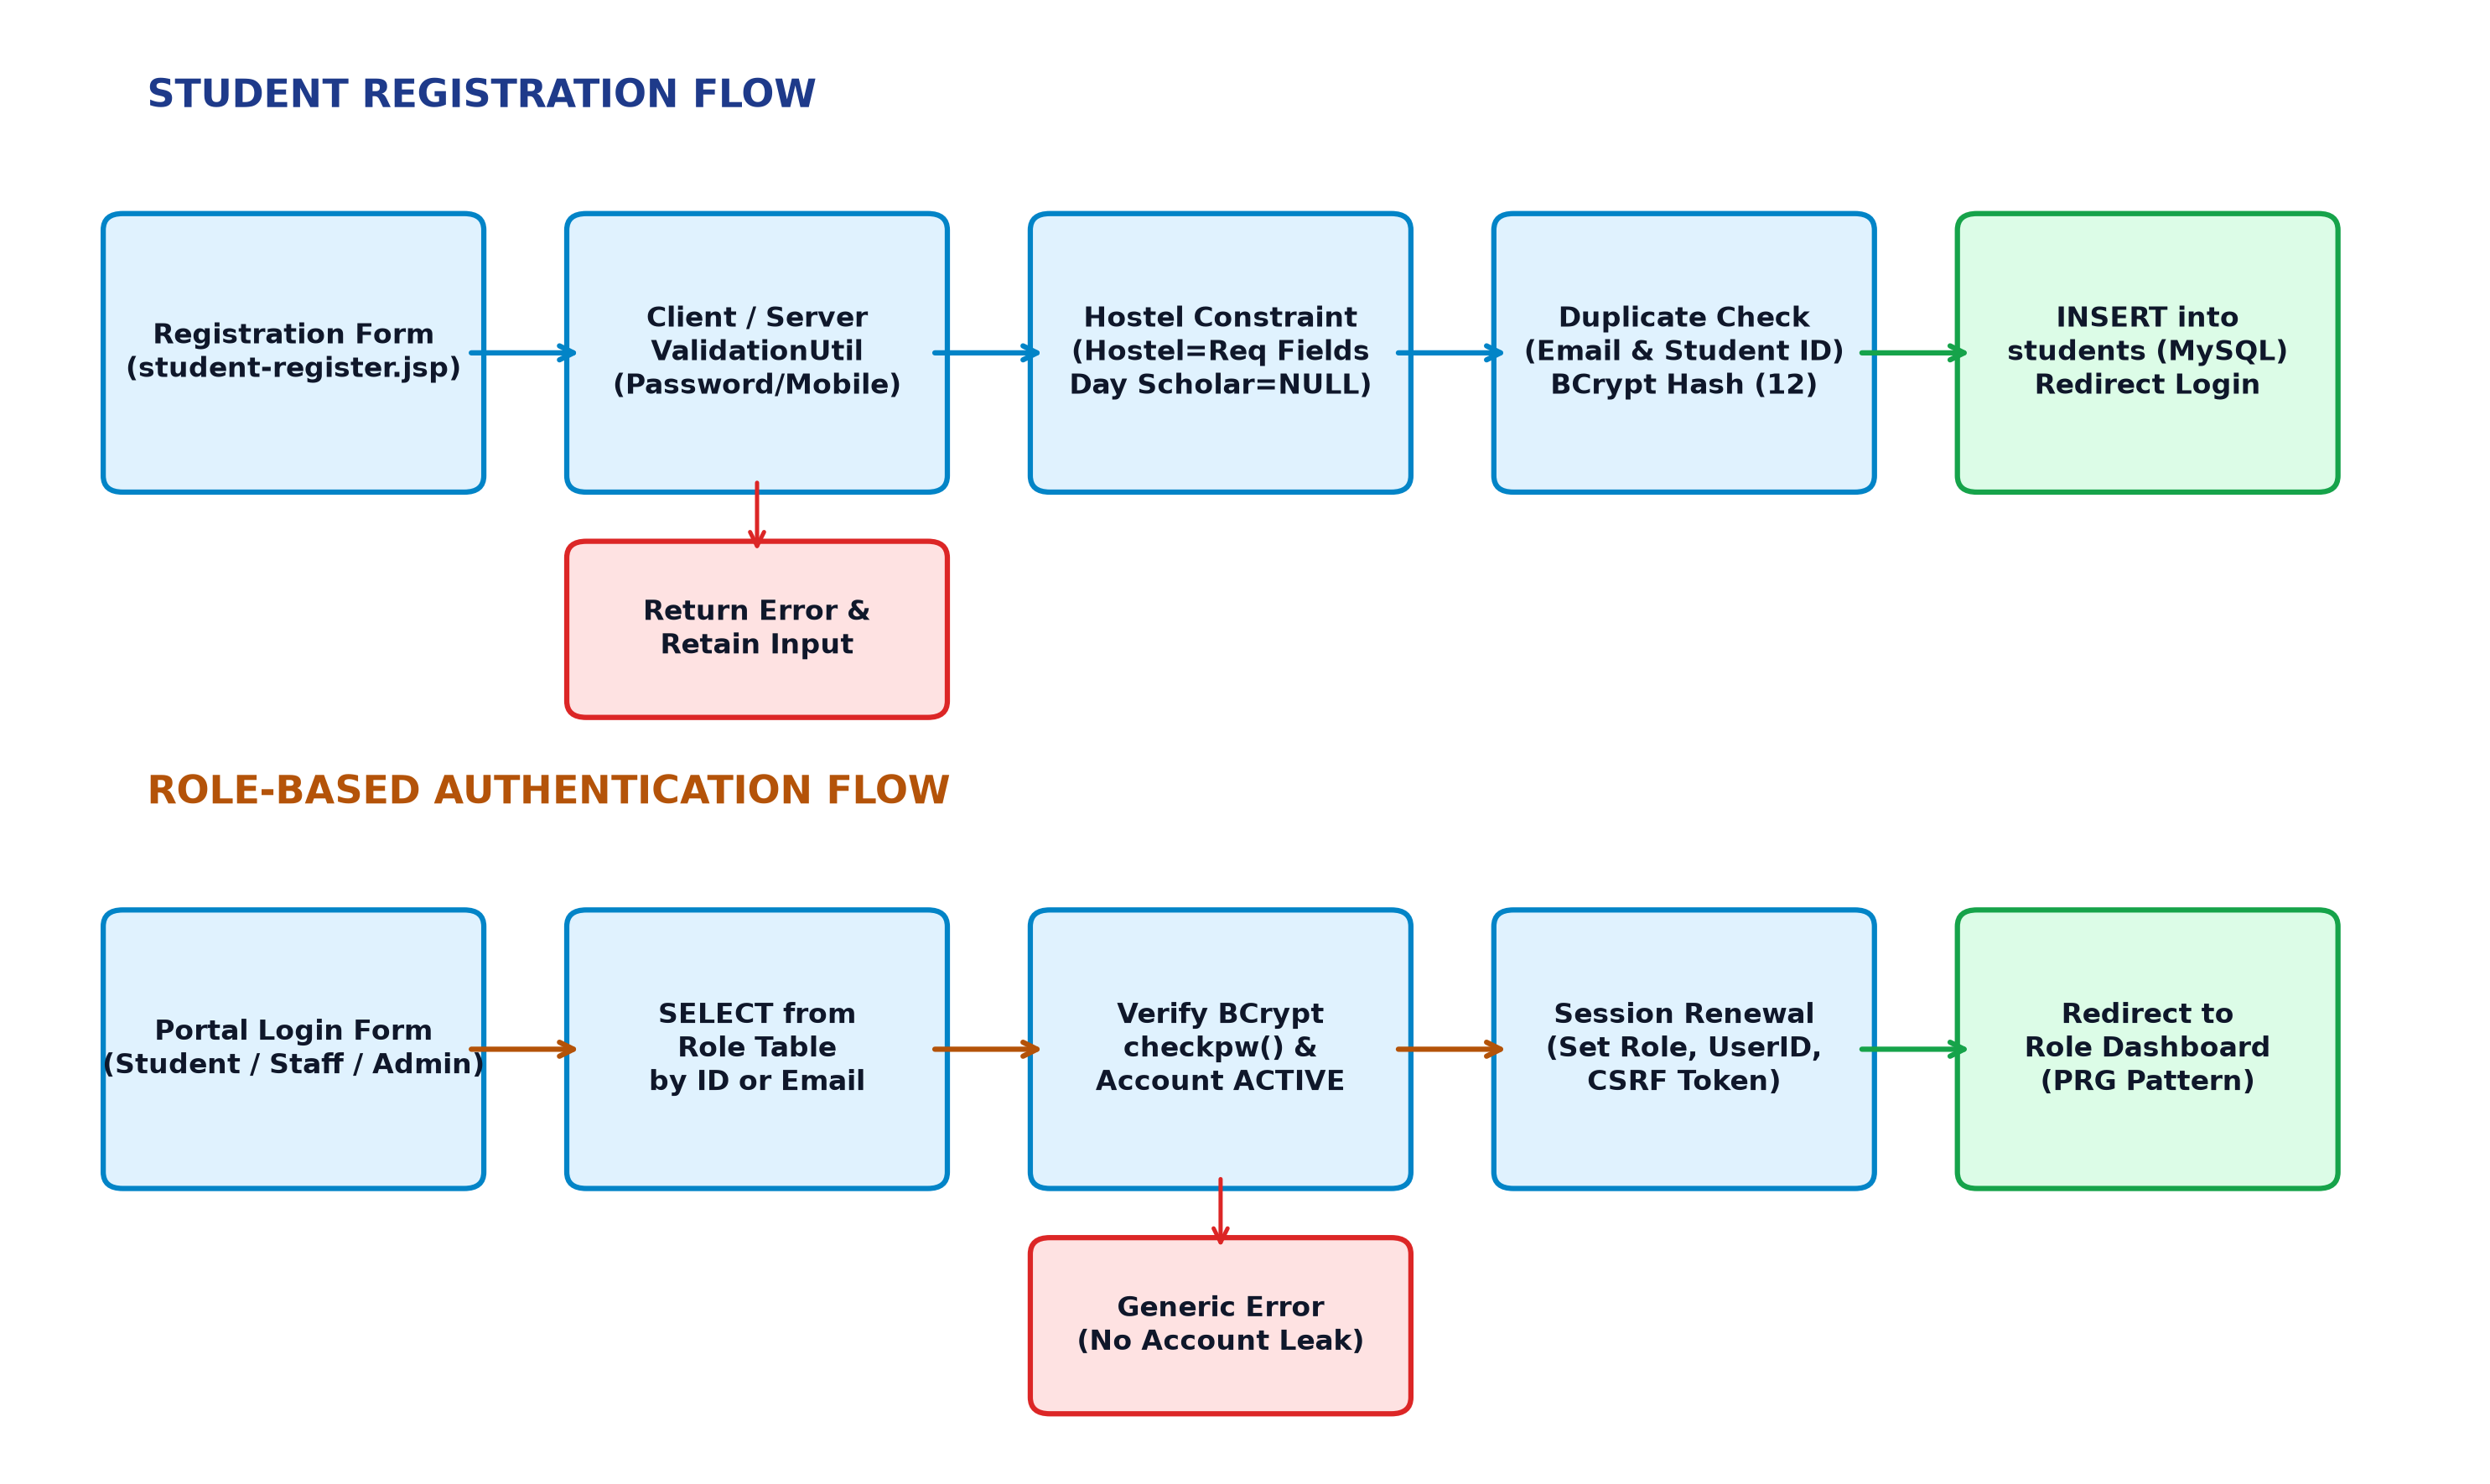 STUDENT REGISTRATION FLOW
Registration Form
(student-register.jsp)
Client / Server
ValidationUtil
(Password/Mobile)
Hostel Constraint
(Hostel=Req Fields
Day Scholar=NULL)
Duplicate Check
(Email & Student ID)
BCrypt Hash (12)
INSERT into
students (MySQL)
Redirect Login
Return Error &
Retain Input
ROLE-BASED AUTHENTICATION FLOW
Portal Login Form
(Student / Staff / Admin)
SELECT from
Role Table
by ID or Email
Verify BCrypt
checkpw() &
Account ACTIVE
Session Renewal
(Set Role, UserID,
CSRF Token)
Redirect to
Role Dashboard
(PRG Pattern)
Generic Error
(No Account Leak)